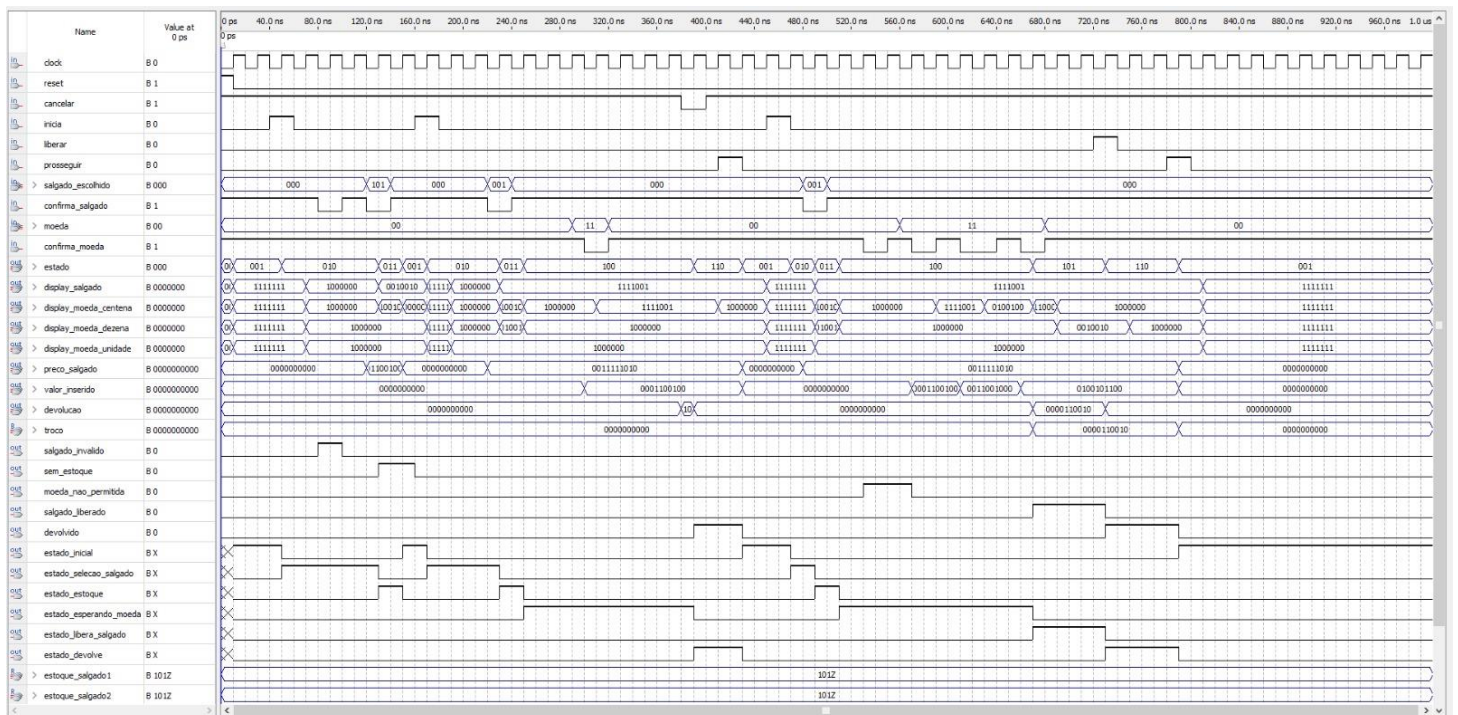 Name Value at 0 ps 0 ps 40.0 ns 80.0 ns 120.0 ns 160.0 ns 200.0 ns 240.0 ns 280.0 ns 320.0 ns 360.0 ns 400.0 ns 440.0 ns 480.0 ns 520.0 ns 560.0 ns 600.0 ns 640.0 ns 680.0 ns 720.0 ns 760.0 ns 800.0 ns 840.0 ns 880.0 ns 920.0 ns 960.0 ns 1.0 us
0 ps
clock B 0
reset B 1
cancelar B 1
inicia B 0
liberar B 0
prosseguir B 0
salgado_escolhido B 000 000 101 000 001 000 001 000
confirma_salgado B 1
moeda B 00 00 11 00 11 00
confirma_moeda B 1
estado B 000 001 010 011 001 010 011 100 110 001 010 011 100 101 110 001
display_salgado B 0000000 1111111 1000000 0010010 1000000 1111001 1111111 1111001 1111111
display_moeda_centena B 0000000 1111111 1000000 1000000 1000000 1111001 1000000 1111111 1000000 1111001 0100100 1000000 1111111
display_moeda_dezena B 0000000 1111111 1000000 1000000 1000000 1111111 1000000 0010010 1000000 1111111
display_moeda_unidade B 0000000 1111111 1000000 1000000 1111111 1000000 1111111
preco_salgado B 0000000000 0000000000 0000000000 0011111010 0000000000 0011111010 0000000000
valor_inserido B 0000000000 0000000000 0001100100 0000000000 0001100100 0011001000 0100101100 0000000000
devolucao B 0000000000 0000000000 0000000000 0000110010 0000000000
troco B 0000000000 0000000000 0000110010 0000000000
salgado_invalido B 0
sem_estoque B 0
moeda_nao_permitida B 0
salgado_liberado B 0
devolvido B 0
estado_inicial B X
estado_selecao_salgado B X
estado_estoque B X
estado_esperando_moeda B X
estado_libera_salgado B X
estado_devolve B X
estoque_salgado1 B 101Z 101Z
estoque_salgado2 B 101Z 101Z